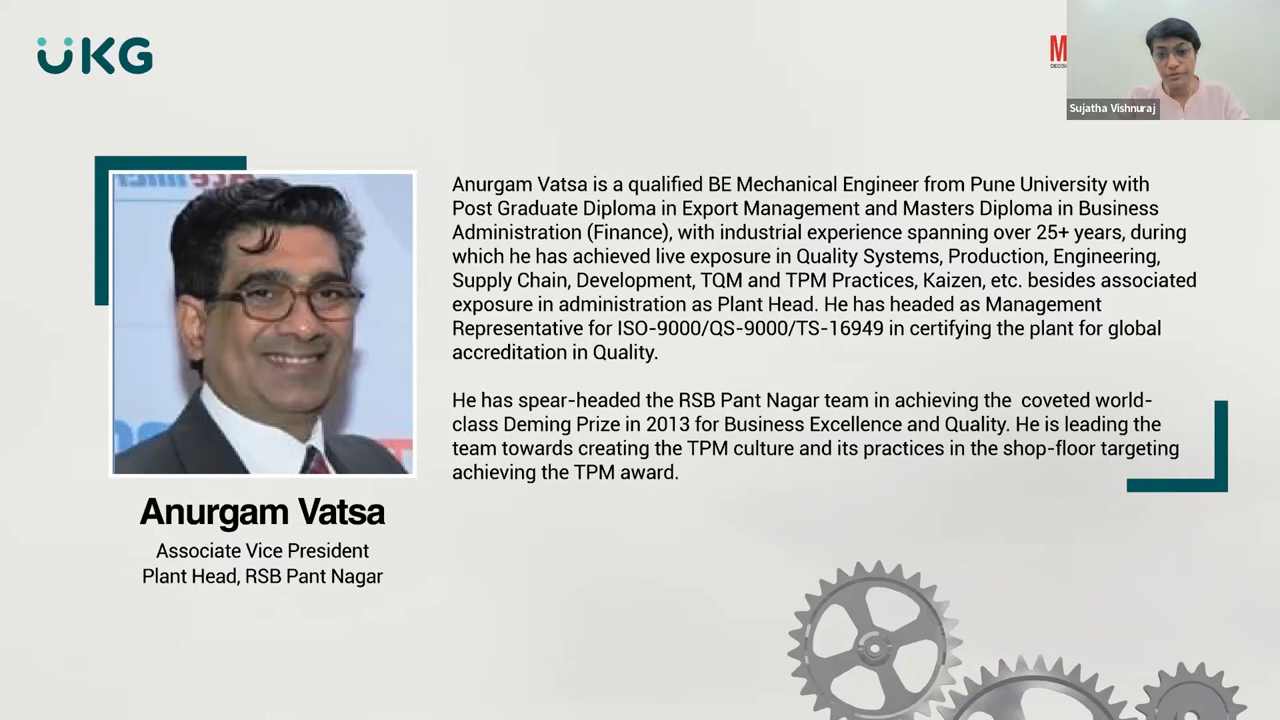 UKG
M
Sujatha Vishnuraj
Anurgam Vatsa is a qualified BE Mechanical Engineer from Pune University with
Post Graduate Diploma in Export Management and Masters Diploma in Business
Administration (Finance), with industrial experience spanning over 25+ years, during
which he has achieved live exposure in Quality Systems, Production, Engineering,
Supply Chain, Development, TQM and TPM Practices, Kaizen, etc. besides associated
exposure in administration as Plant Head. He has headed as Management
Representative for ISO-9000/QS-9000/TS-16949 in certifying the plant for global
accreditation in Quality.
He has spear-headed the RSB Pant Nagar team in achieving the coveted world-
class Deming Prize in 2013 for Business Excellence and Quality. He is leading the
team towards creating the TPM culture and its practices in the shop-floor targeting
achieving the TPM award.
Anurgam Vatsa
Associate Vice President
Plant Head, RSB Pant Nagar